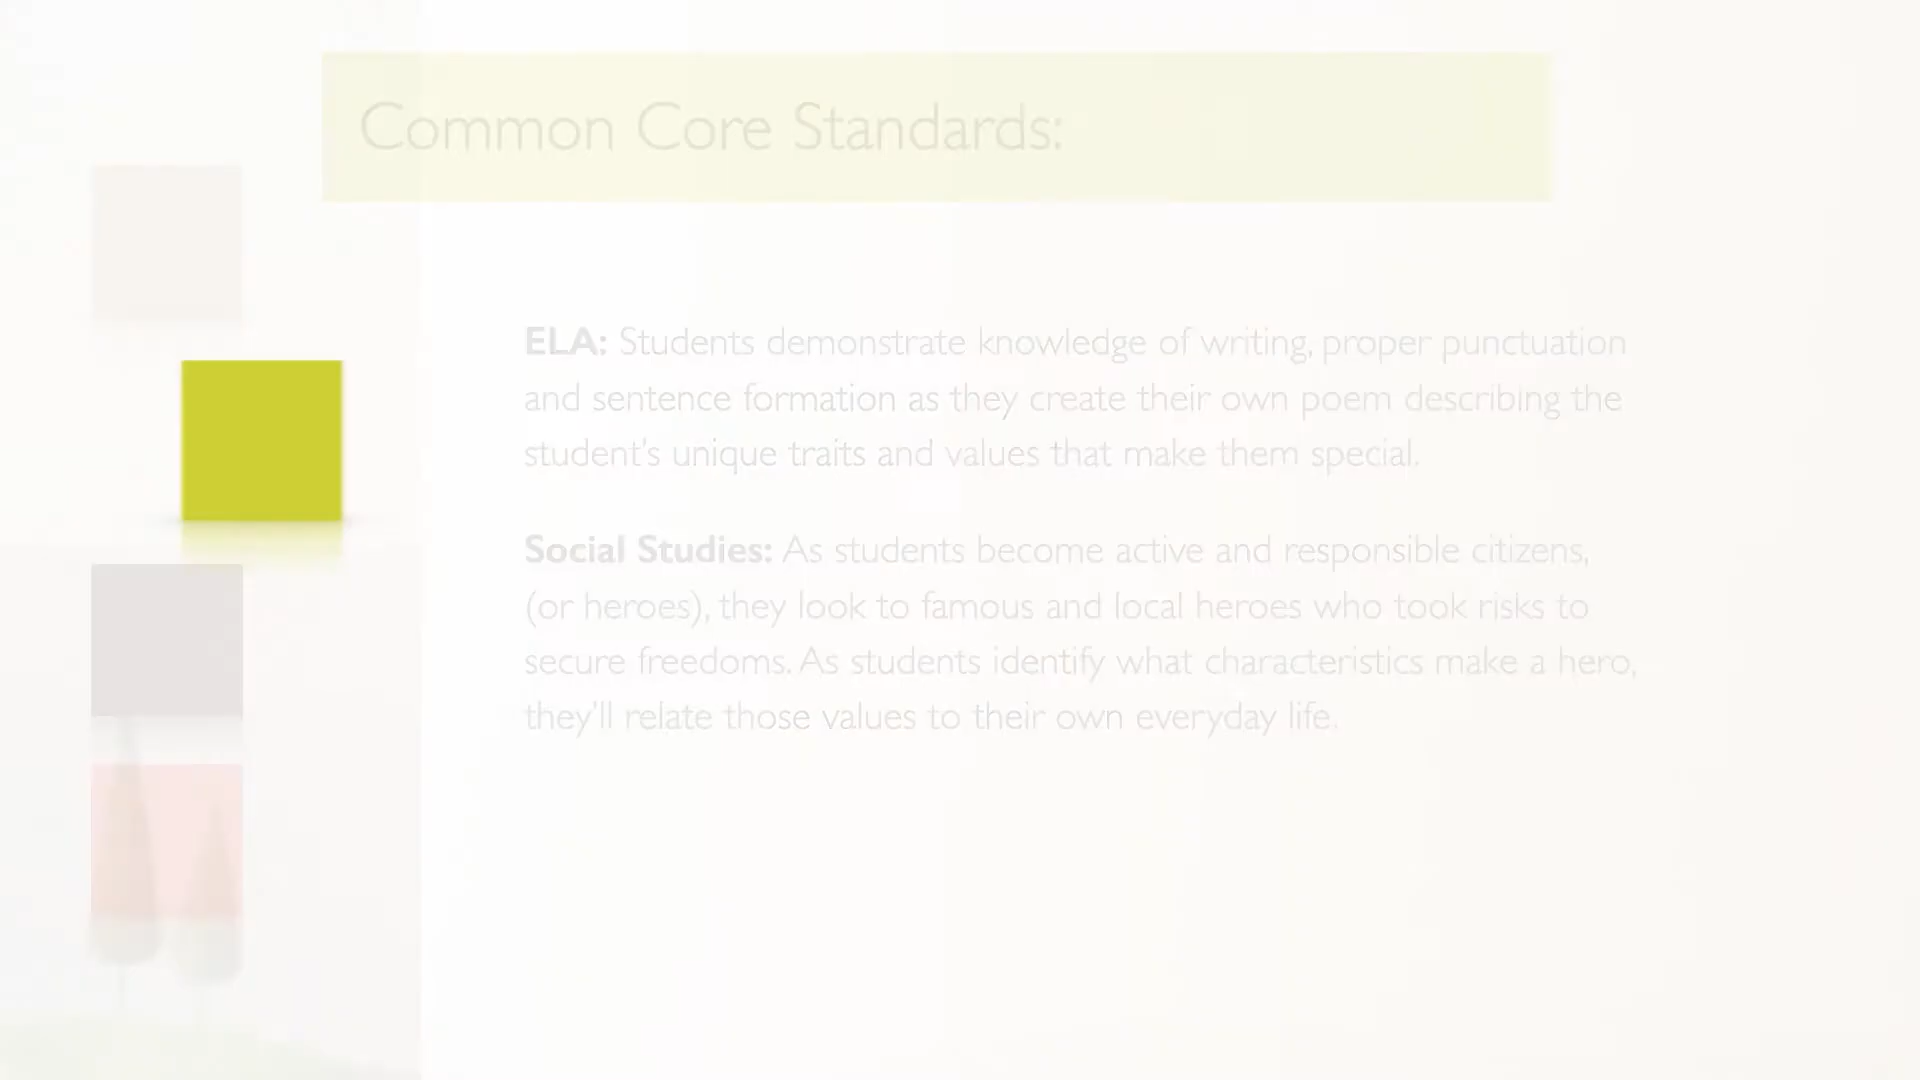 Common Core Standards:
ELA: Students demonstrate knowledge of writing, proper punctuation
and sentence formation as they create their own poem describing the
student's unique traits and values that make them special.
Social Studies: As students become active and responsible citizens,
(or heroes), they look to famous and local heroes who took risks to
secure freedoms. As students identify what characteristics make a hero,
they'll relate those values to their own everyday life.